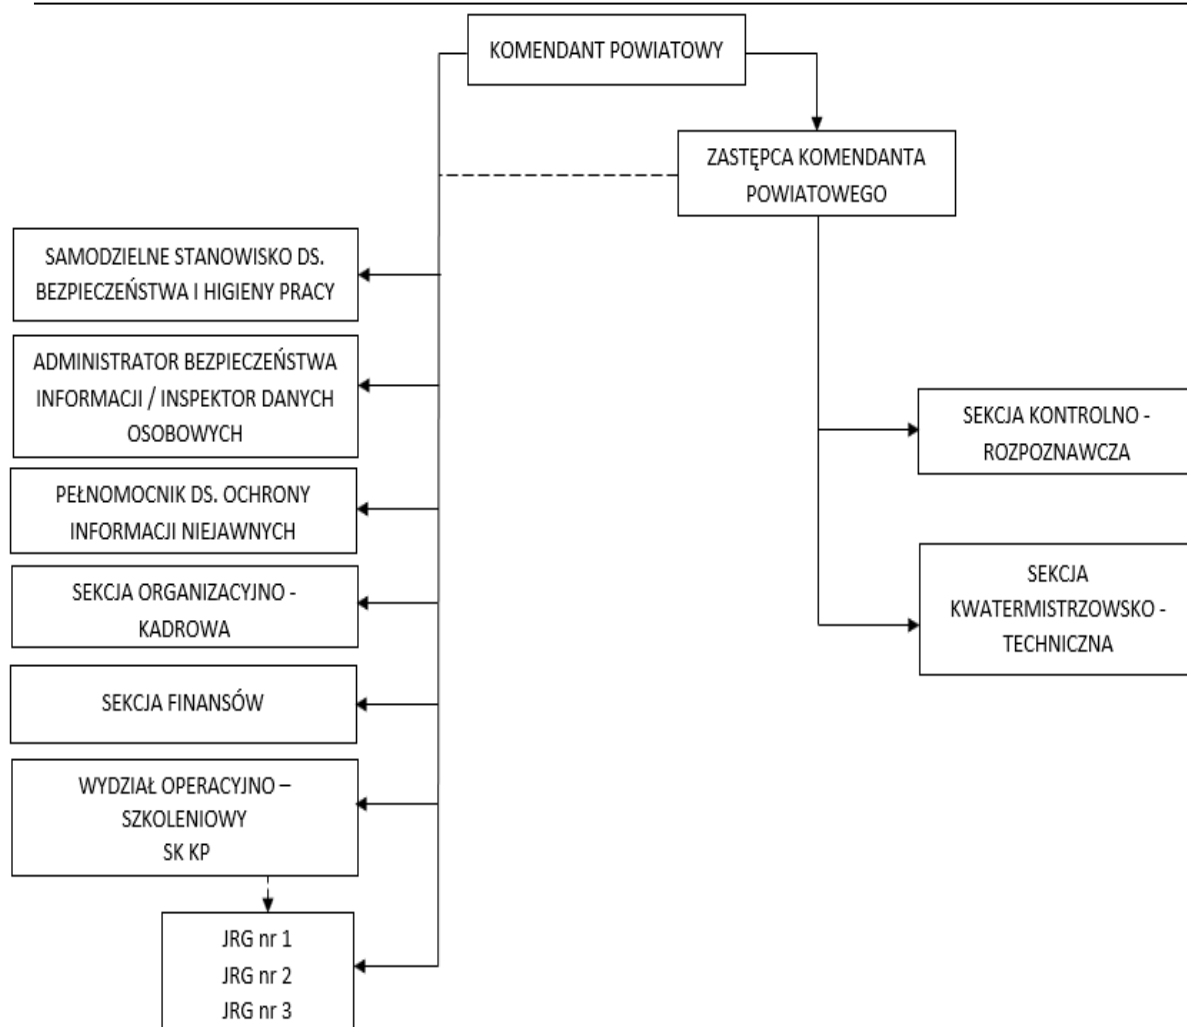 KOMENDANT POWIATOWY
ZASTĘPCA KOMENDANTA
POWIATOWEGO
SAMODZIELNE STANOWISKO DS.
BEZPIECZEŃSTWA I HIGIENY PRACY
ADMINISTRATOR BEZPIECZEŃSTWA
INFORMACJI / INSPEKTOR DANYCH
OSOBOWYCH
PEŁNOMOCNIK DS. OCHRONY
INFORMACJI NIEJAWNYCH
SEKCJA ORGANIZACYJNO -
KADROWA
SEKCJA FINANSÓW
WYDZIAŁ OPERACYJNO –
SZKOLENIOWY
SK KP
JRG nr 1
JRG nr 2
JRG nr 3
SEKCJA KONTROLNO -
ROZPOZNAWCZA
SEKCJA
KWATERMISTRZOWSKO -
TECHNICZNA